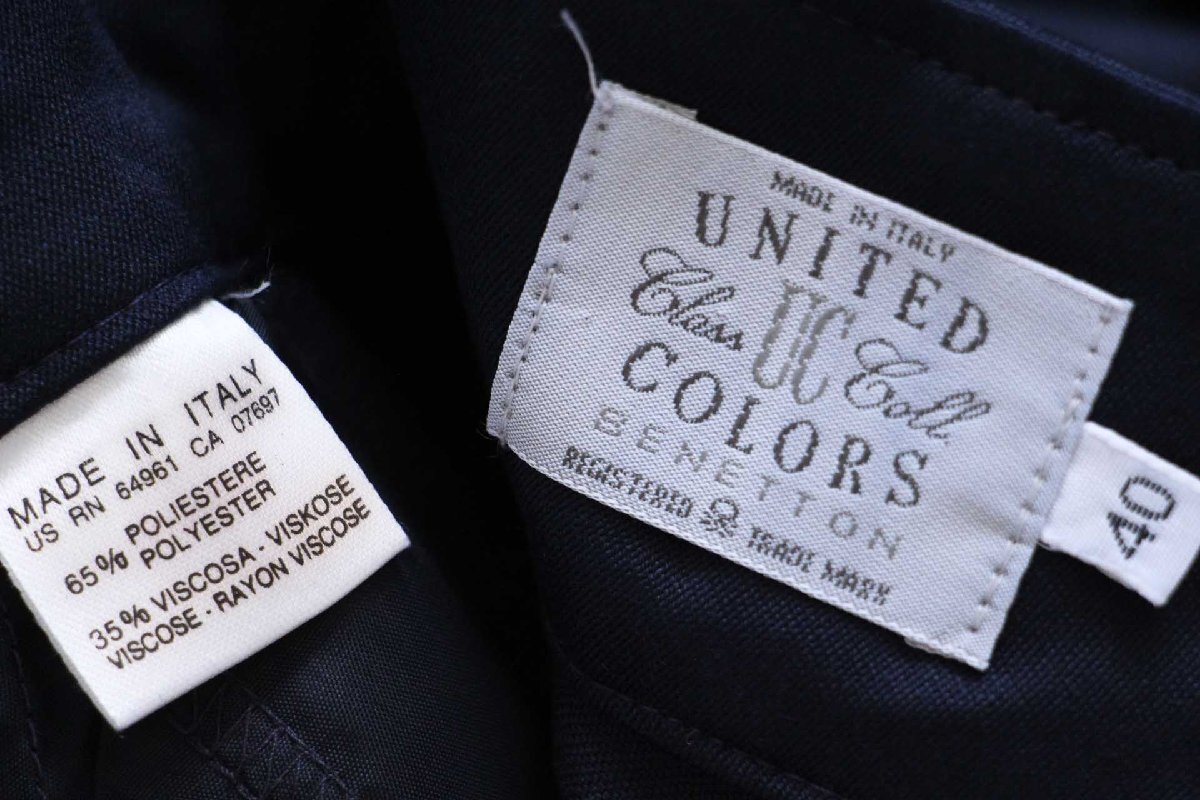 MADE IN ITALY
US RN 64961 CA 07697
65% POLIESTERE
POLYESTER
35% VISCOSA - VISKOSE
VISCOSE - RAYON VISCOSE
MADE IN ITALY
UNITED
Class UC Coll.
COLORS
BENETTON
REGISTERED TRADE MARK
40